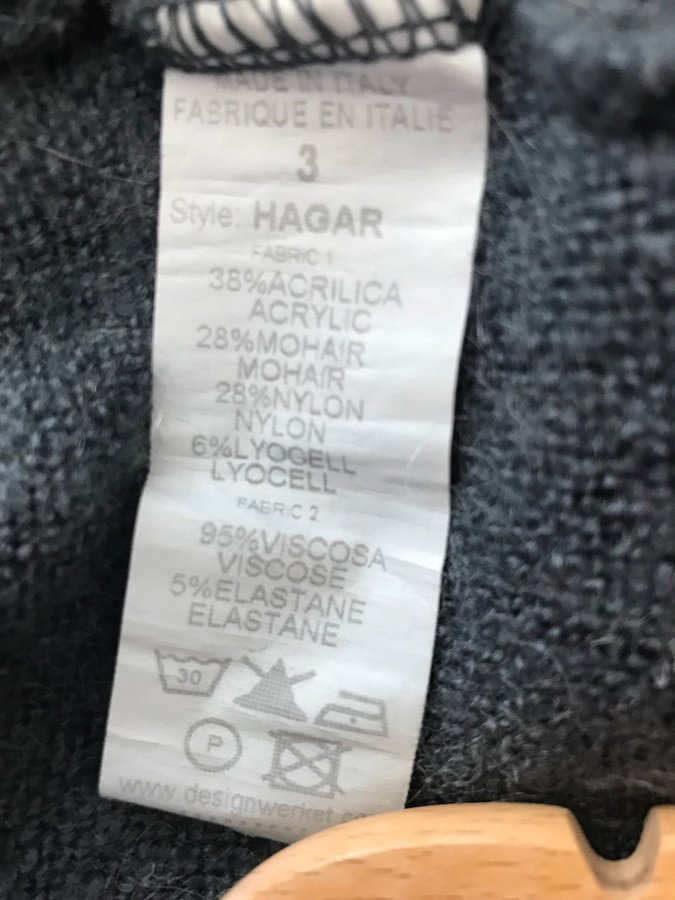 MADE IN ITALY
FABRIQUE EN ITALIE
3
Style: HAGAR
FABRIC 1
38%ACRILICA
ACRYLIC
28%MOHAIR
MOHAIR
28%NYLON
NYLON
6%LYOCELL
LYOCELL
FABRIC 2
95%VISCOSA
VISCOSE
5%ELASTANE
ELASTANE
30
P
www.designwerket.c